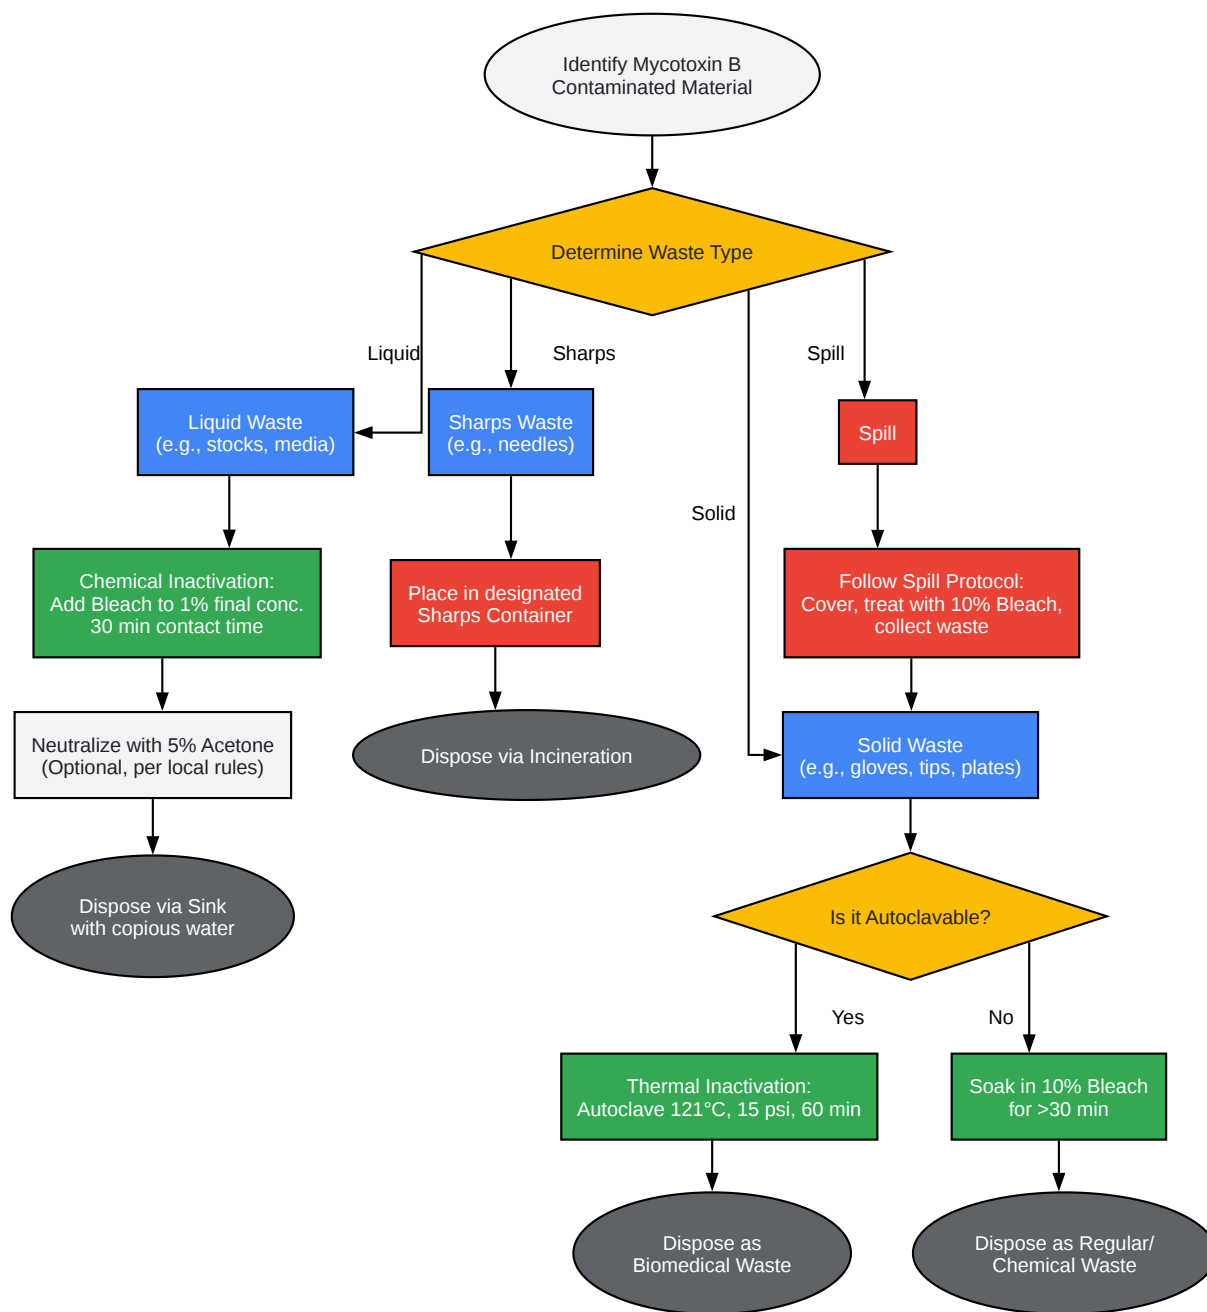 Identify Mycotoxin B
Contaminated Material
Determine Waste Type
Liquid
Sharps
Spill
Liquid Waste
(e.g., stocks, media)
Sharps Waste
(e.g., needles)
Spill
Solid
Chemical Inactivation:
Add Bleach to 1% final conc.
30 min contact time
Place in designated
Sharps Container
Follow Spill Protocol:
Cover, treat with 10% Bleach,
collect waste
Neutralize with 5% Acetone
(Optional, per local rules)
Dispose via Incineration
Solid Waste
(e.g., gloves, tips, plates)
Dispose via Sink
with copious water
Is it Autoclavable?
Yes
No
Thermal Inactivation:
Autoclave 121°C, 15 psi, 60 min
Soak in 10% Bleach
for >30 min
Dispose as
Biomedical Waste
Dispose as Regular/
Chemical Waste